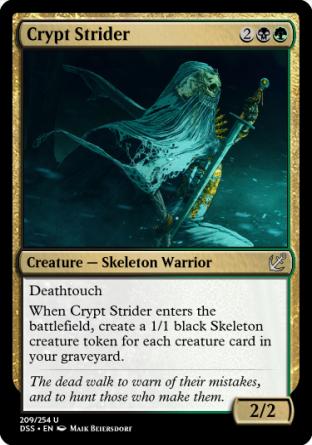 Crypt Strider 2
Creature — Skeleton Warrior
Deathtouch
When Crypt Strider enters the
battlefield, create a 1/1 black Skeleton
creature token for each creature card in
your graveyard.
The dead walk to warn of their mistakes,
and to hunt those who make them.
2/2
209/254 U
DSS • EN Maik Beiersdorf